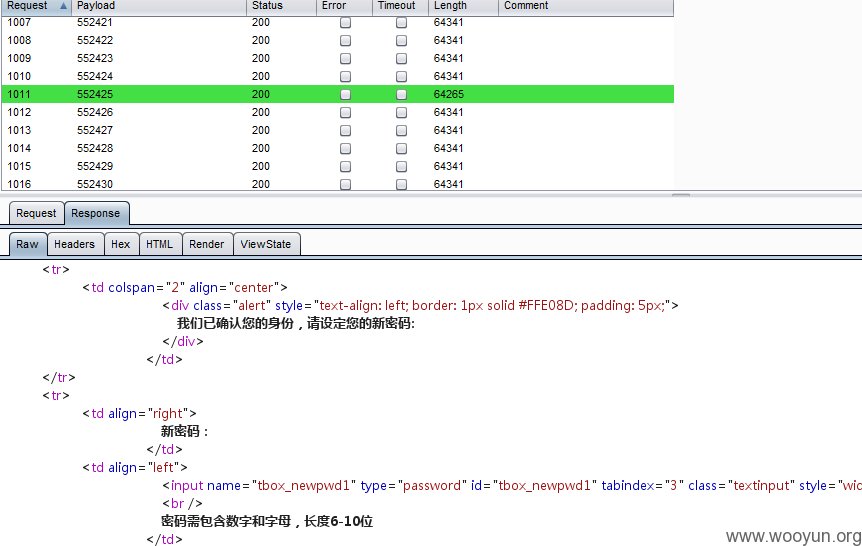 Request Payload Status Error Timeout Length Comment
1007 552421 200 64341
1008 552422 200 64341
1009 552423 200 64341
1010 552424 200 64341
1011 552425 200 64265
1012 552426 200 64341
1013 552427 200 64341
1014 552428 200 64341
1015 552429 200 64341
1016 552430 200 64341
Request Response
Raw Headers Hex HTML Render ViewState
<tr>
<td colspan="2" align="center">
<div class="alert" style="text-align: left; border: 1px solid #FFE08D; padding: 5px;">
我们已确认您的身份，请设定您的新密码:
</div>
</td>
</tr>
<tr>
<td align="right">
新密码：
</td>
<td align="left">
<input name="tbox_newpwd1" type="password" id="tbox_newpwd1" tabindex="3" class="textinput" style="wid
<br />
密码需包含数字和字母，长度6-10位
</td>
www.wooyun.org